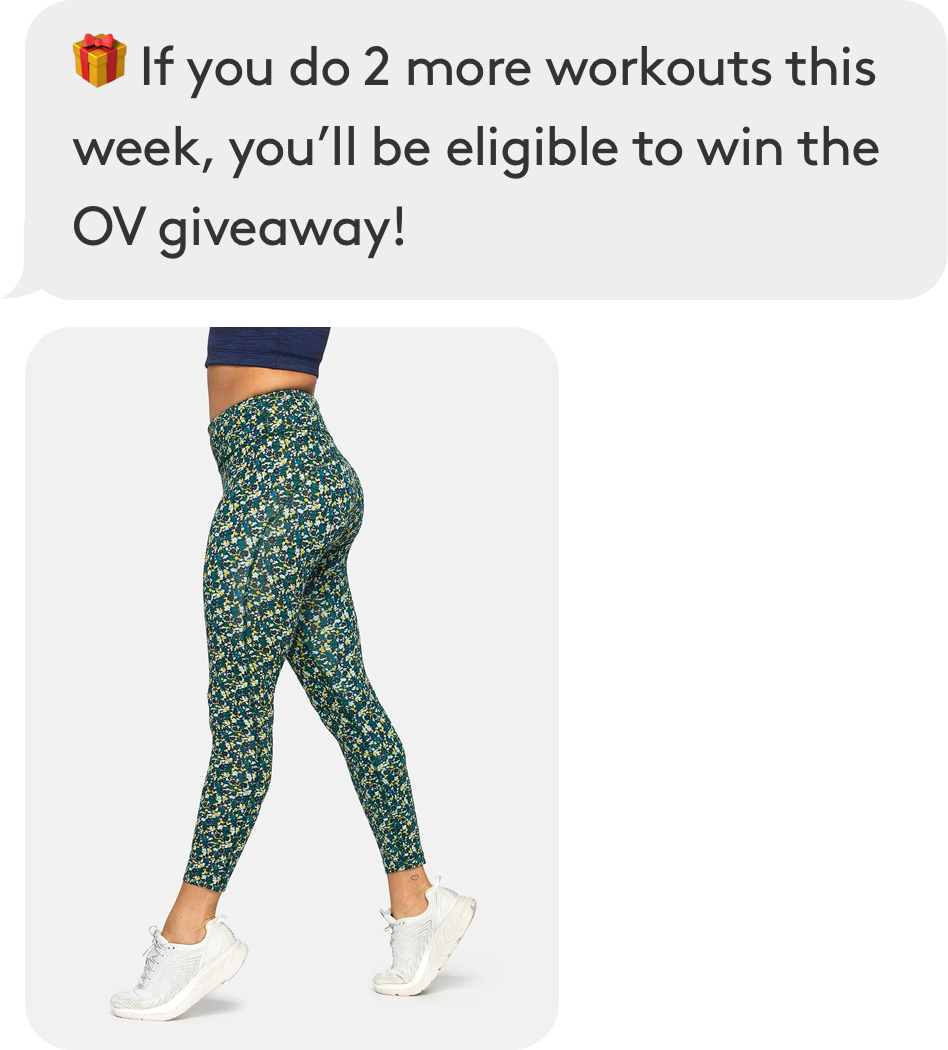 🎁 If you do 2 more workouts this
week, you’ll be eligible to win the
OV giveaway!